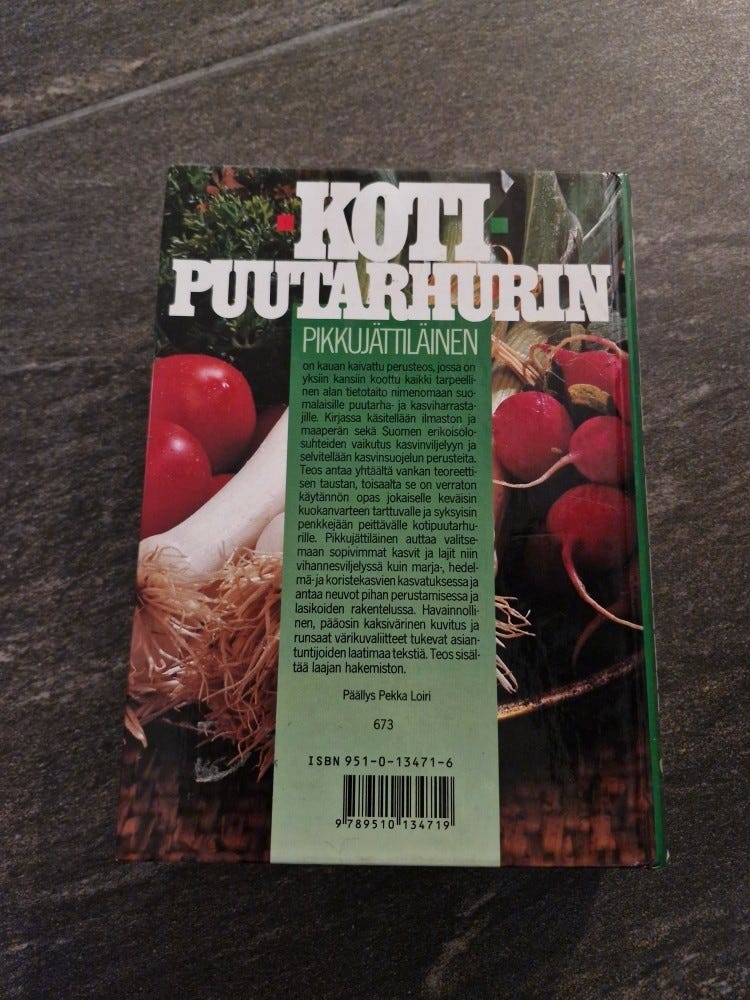 KOTI
PUUTARHURIN
PIKKUJÄTTILÄINEN
on kauan kaivattu perusteos, jossa on
yksiin kansiin koottu kaikki tarpeelli-
nen alan tietotaito nimenomaan suo-
malaisille puutarha- ja kasviharrasta-
jille. Kirjassa käsitellään ilmaston ja
maaperän sekä Suomen erikoisolo-
suhteiden vaikutus kasvinviljelyyn ja
selvitellään kasvinsuojelun perusteita.
Teos antaa yhtäältä vankan teoreetti-
sen taustan, toisaalta se on verraton
käytännön opas jokaiselle keväisin
kuokanvarteen tarttuvalle ja syksyisin
penkkejään peittävälle kotipuutarhu-
rille. Pikkujättiläinen auttaa valitse-
maan sopivimmat kasvit ja lajit niin
vihannesviljelyssä kuin marja-, hedel-
mä- ja koristekasvien kasvatuksessa ja
antaa neuvot pihan perustamisessa ja
lasikoiden rakentelussa. Havainnolli-
nen, pääosin kaksivärinen kuvitus ja
runsaat värikuvaliitteet tukevat asian-
tuntijoiden laatimaa tekstiä. Teos sisäl-
tää laajan hakemiston.
Päällys Pekka Loiri
673
ISBN 951-0-13471-6
9 789510 134719